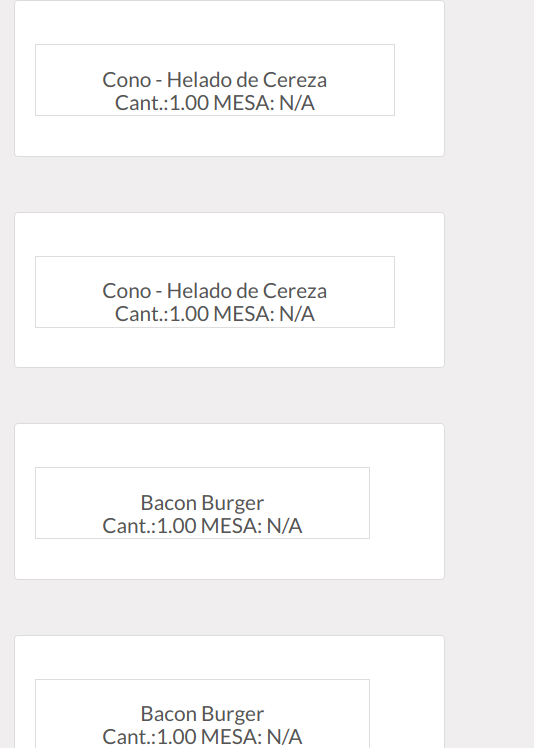 Cono - Helado de Cereza
Cant.:1.00 MESA: N/A
Cono - Helado de Cereza
Cant.:1.00 MESA: N/A
Bacon Burger
Cant.:1.00 MESA: N/A
Bacon Burger
Cant.:1.00 MESA: N/A